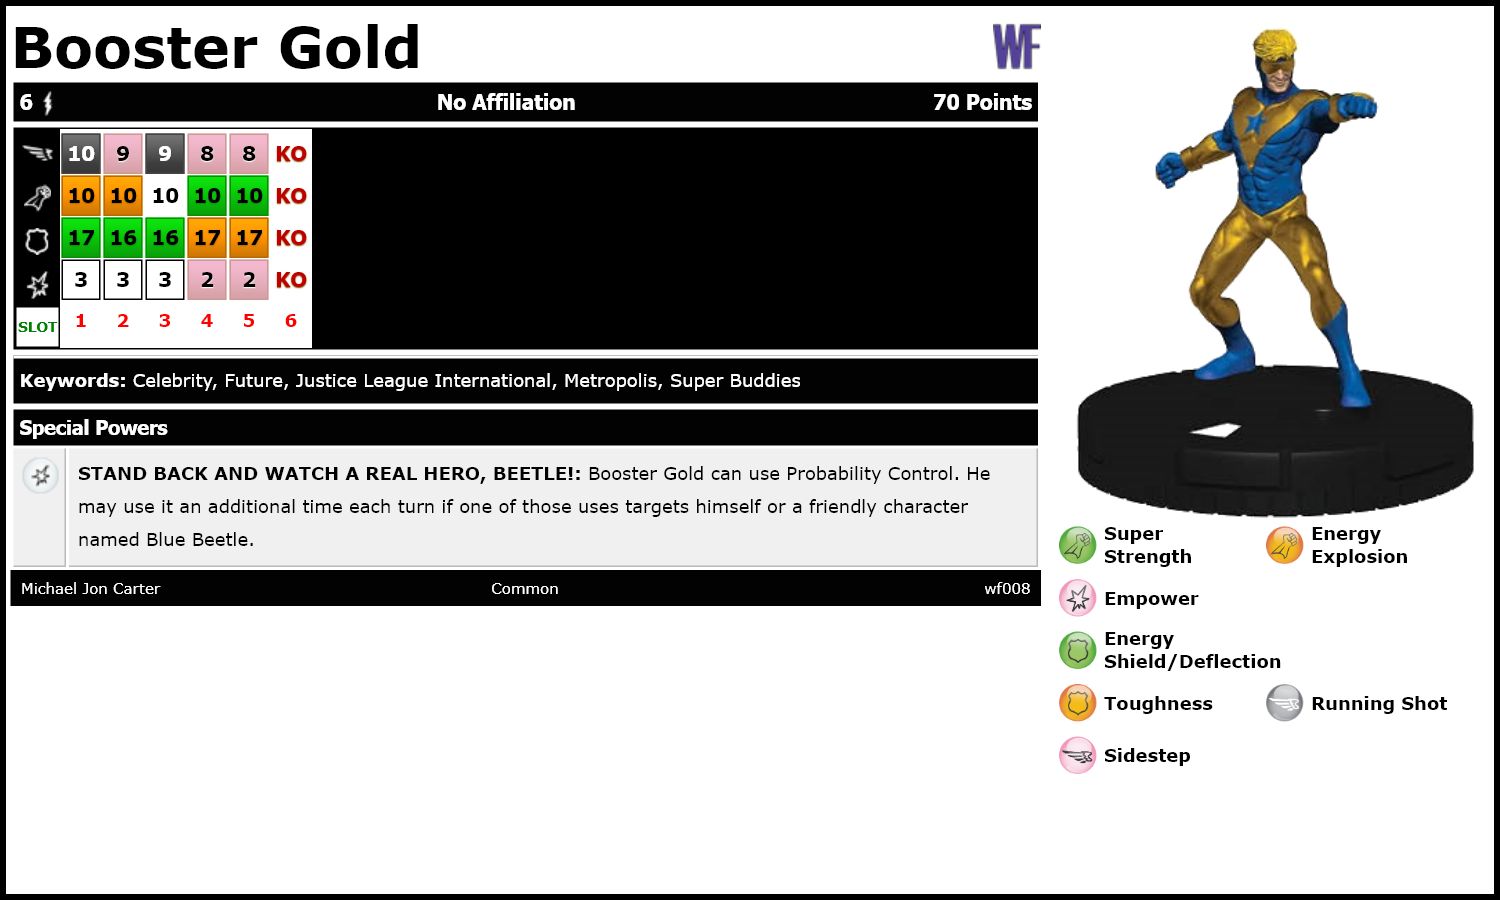 Booster Gold
WF
6 No Affiliation 70 Points
10 9 9 8 8 KO
10 10 10 10 10 KO
17 16 16 17 17 KO
3 3 3 2 2 KO
SLOT 1 2 3 4 5 6
Keywords: Celebrity, Future, Justice League International, Metropolis, Super Buddies
Special Powers
STAND BACK AND WATCH A REAL HERO, BEETLE!: Booster Gold can use Probability Control. He
may use it an additional time each turn if one of those uses targets himself or a friendly character
named Blue Beetle.
Michael Jon Carter Common wf008
Super
Strength
Energy
Explosion
Empower
Energy
Shield/Deflection
Toughness
Running Shot
Sidestep